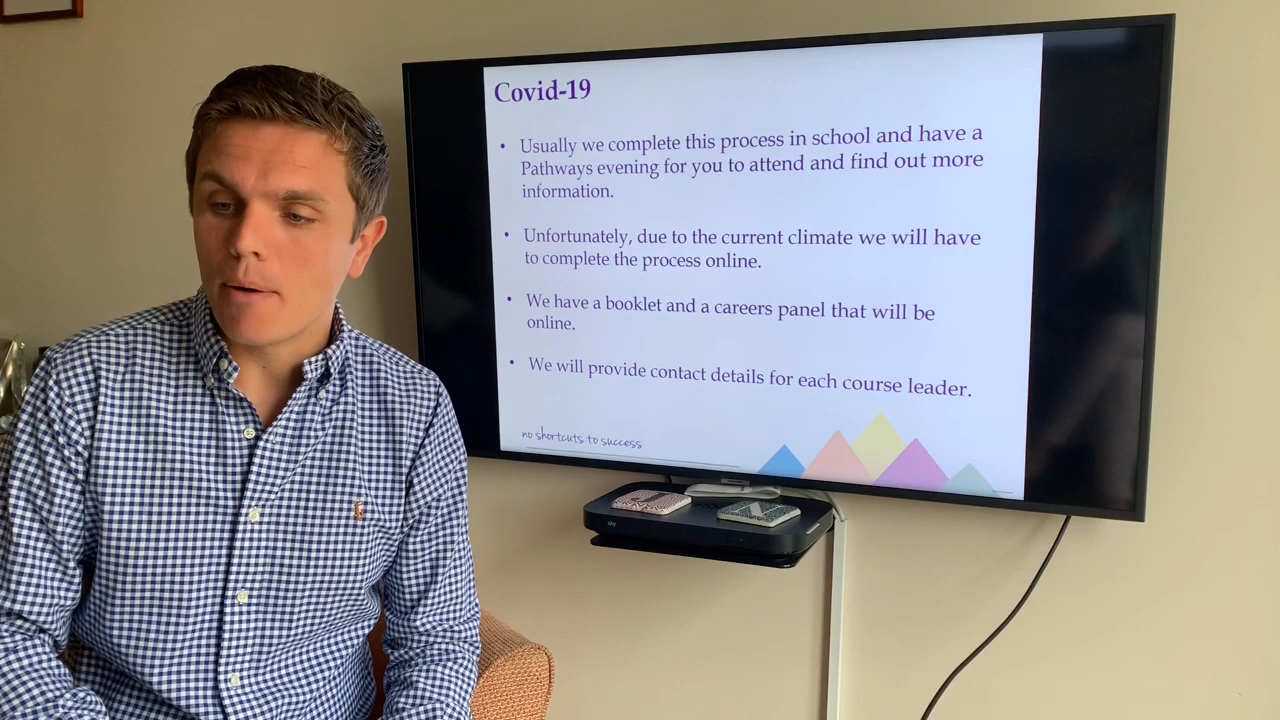 Covid-19
• Usually we complete this process in school and have a
Pathways evening for you to attend and find out more
information.
• Unfortunately, due to the current climate we will have
to complete the process online.
• We have a booklet and a careers panel that will be
online.
• We will provide contact details for each course leader.
no shortcuts to success
sky
J N